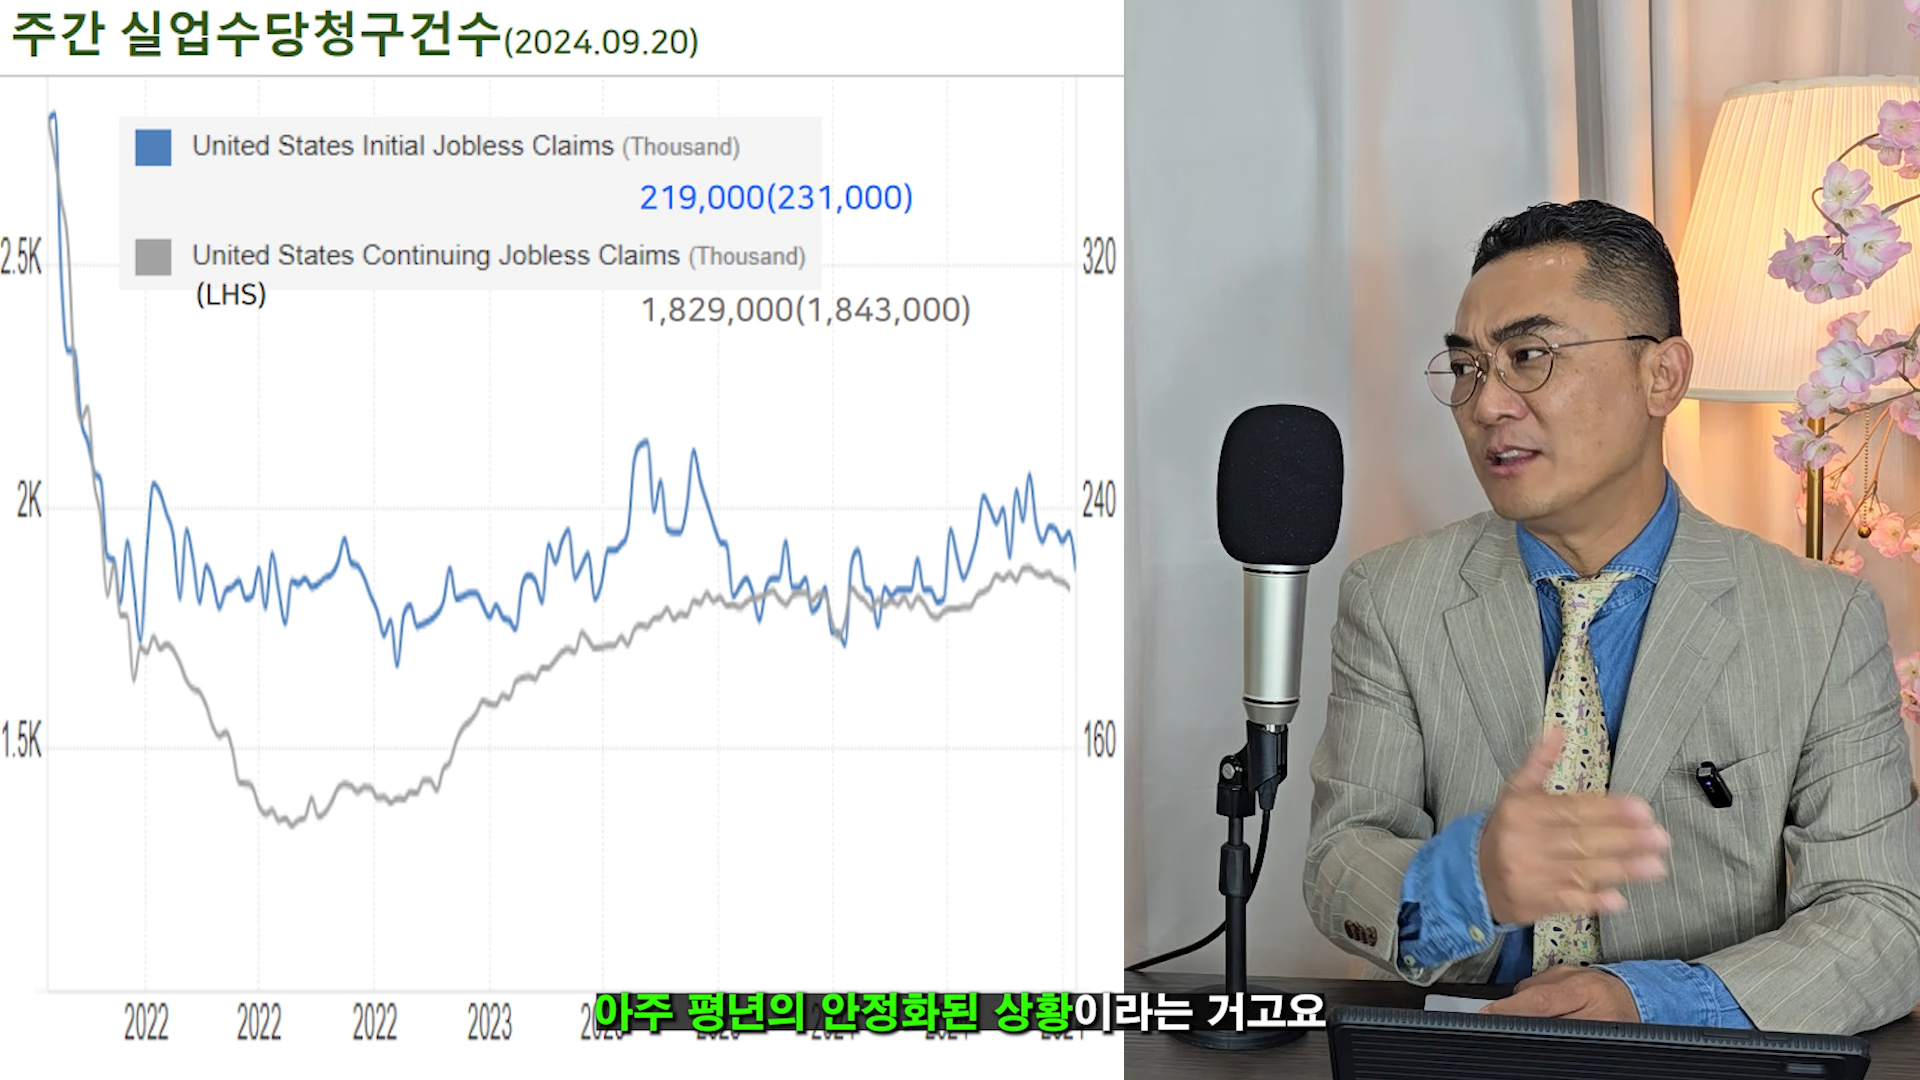 주간 실업수당청구건수(2024.09.20)
United States Initial Jobless Claims (Thousand)
219,000(231,000)
United States Continuing Jobless Claims (Thousand)
(LHS)
1,829,000(1,843,000)
2.5K
2K
1.5K
320
240
160
2022
2022
2022
2023
아주 평년의 안정화된 상황이라는 거고요